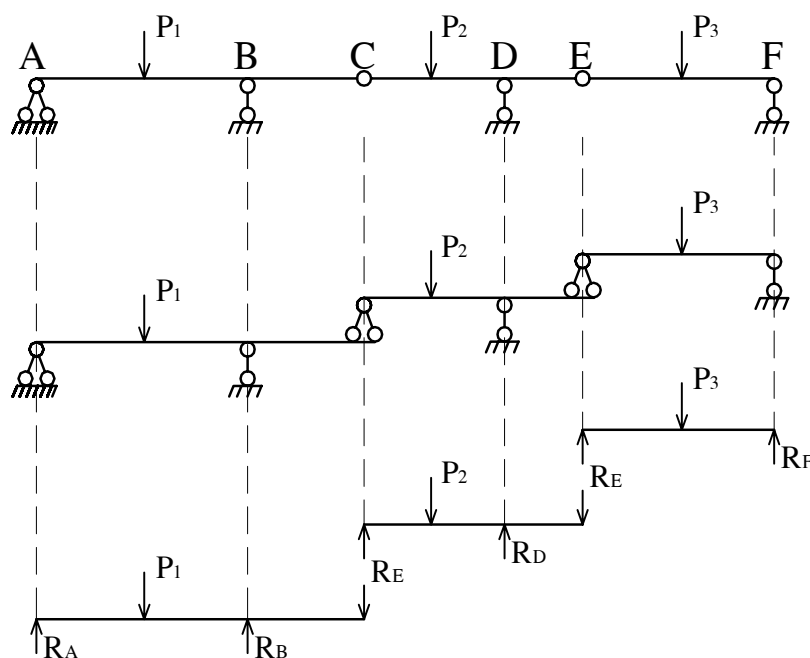 P1 P2 P3
A B C D E F
P3
P2
P1
P3
P2 RE RF
P1 RE RD
RA RB